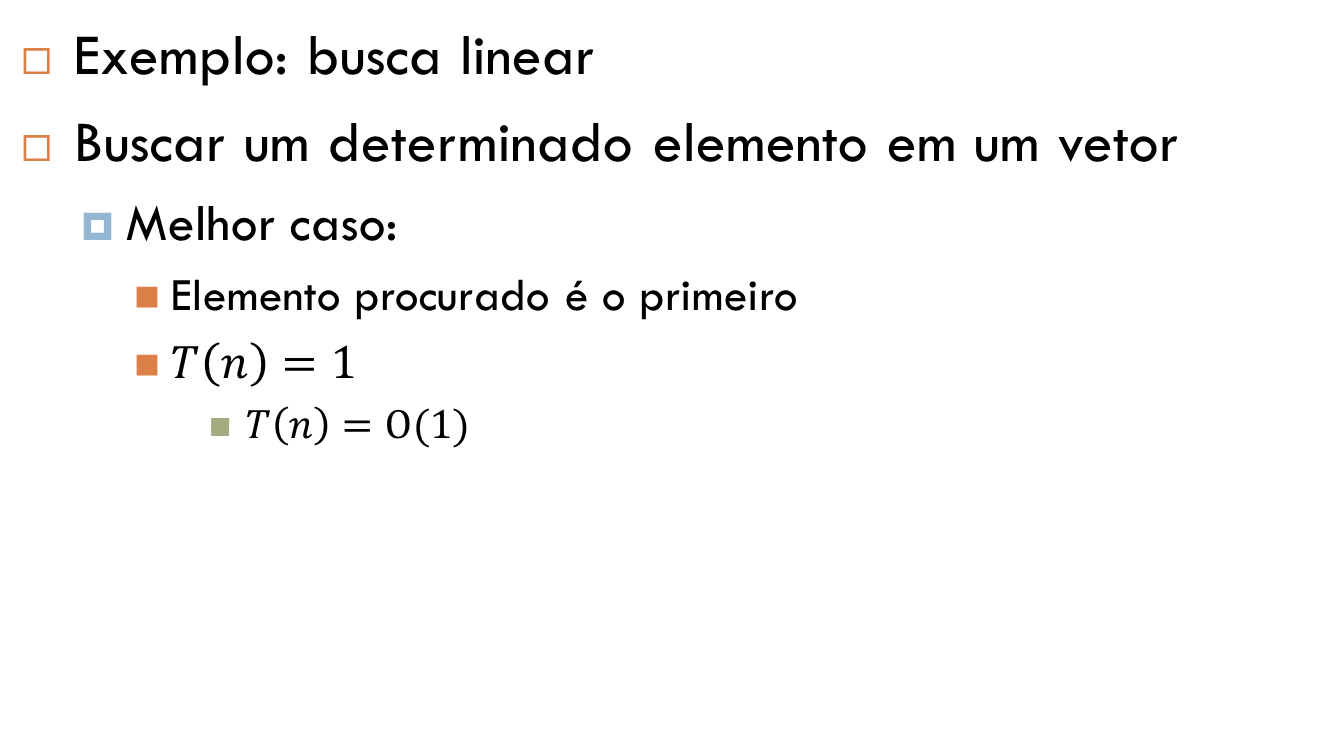 Exemplo: busca linear
Buscar um determinado elemento em um vetor
Melhor caso:
Elemento procurado é o primeiro
T(n) = 1
T(n) = O(1)